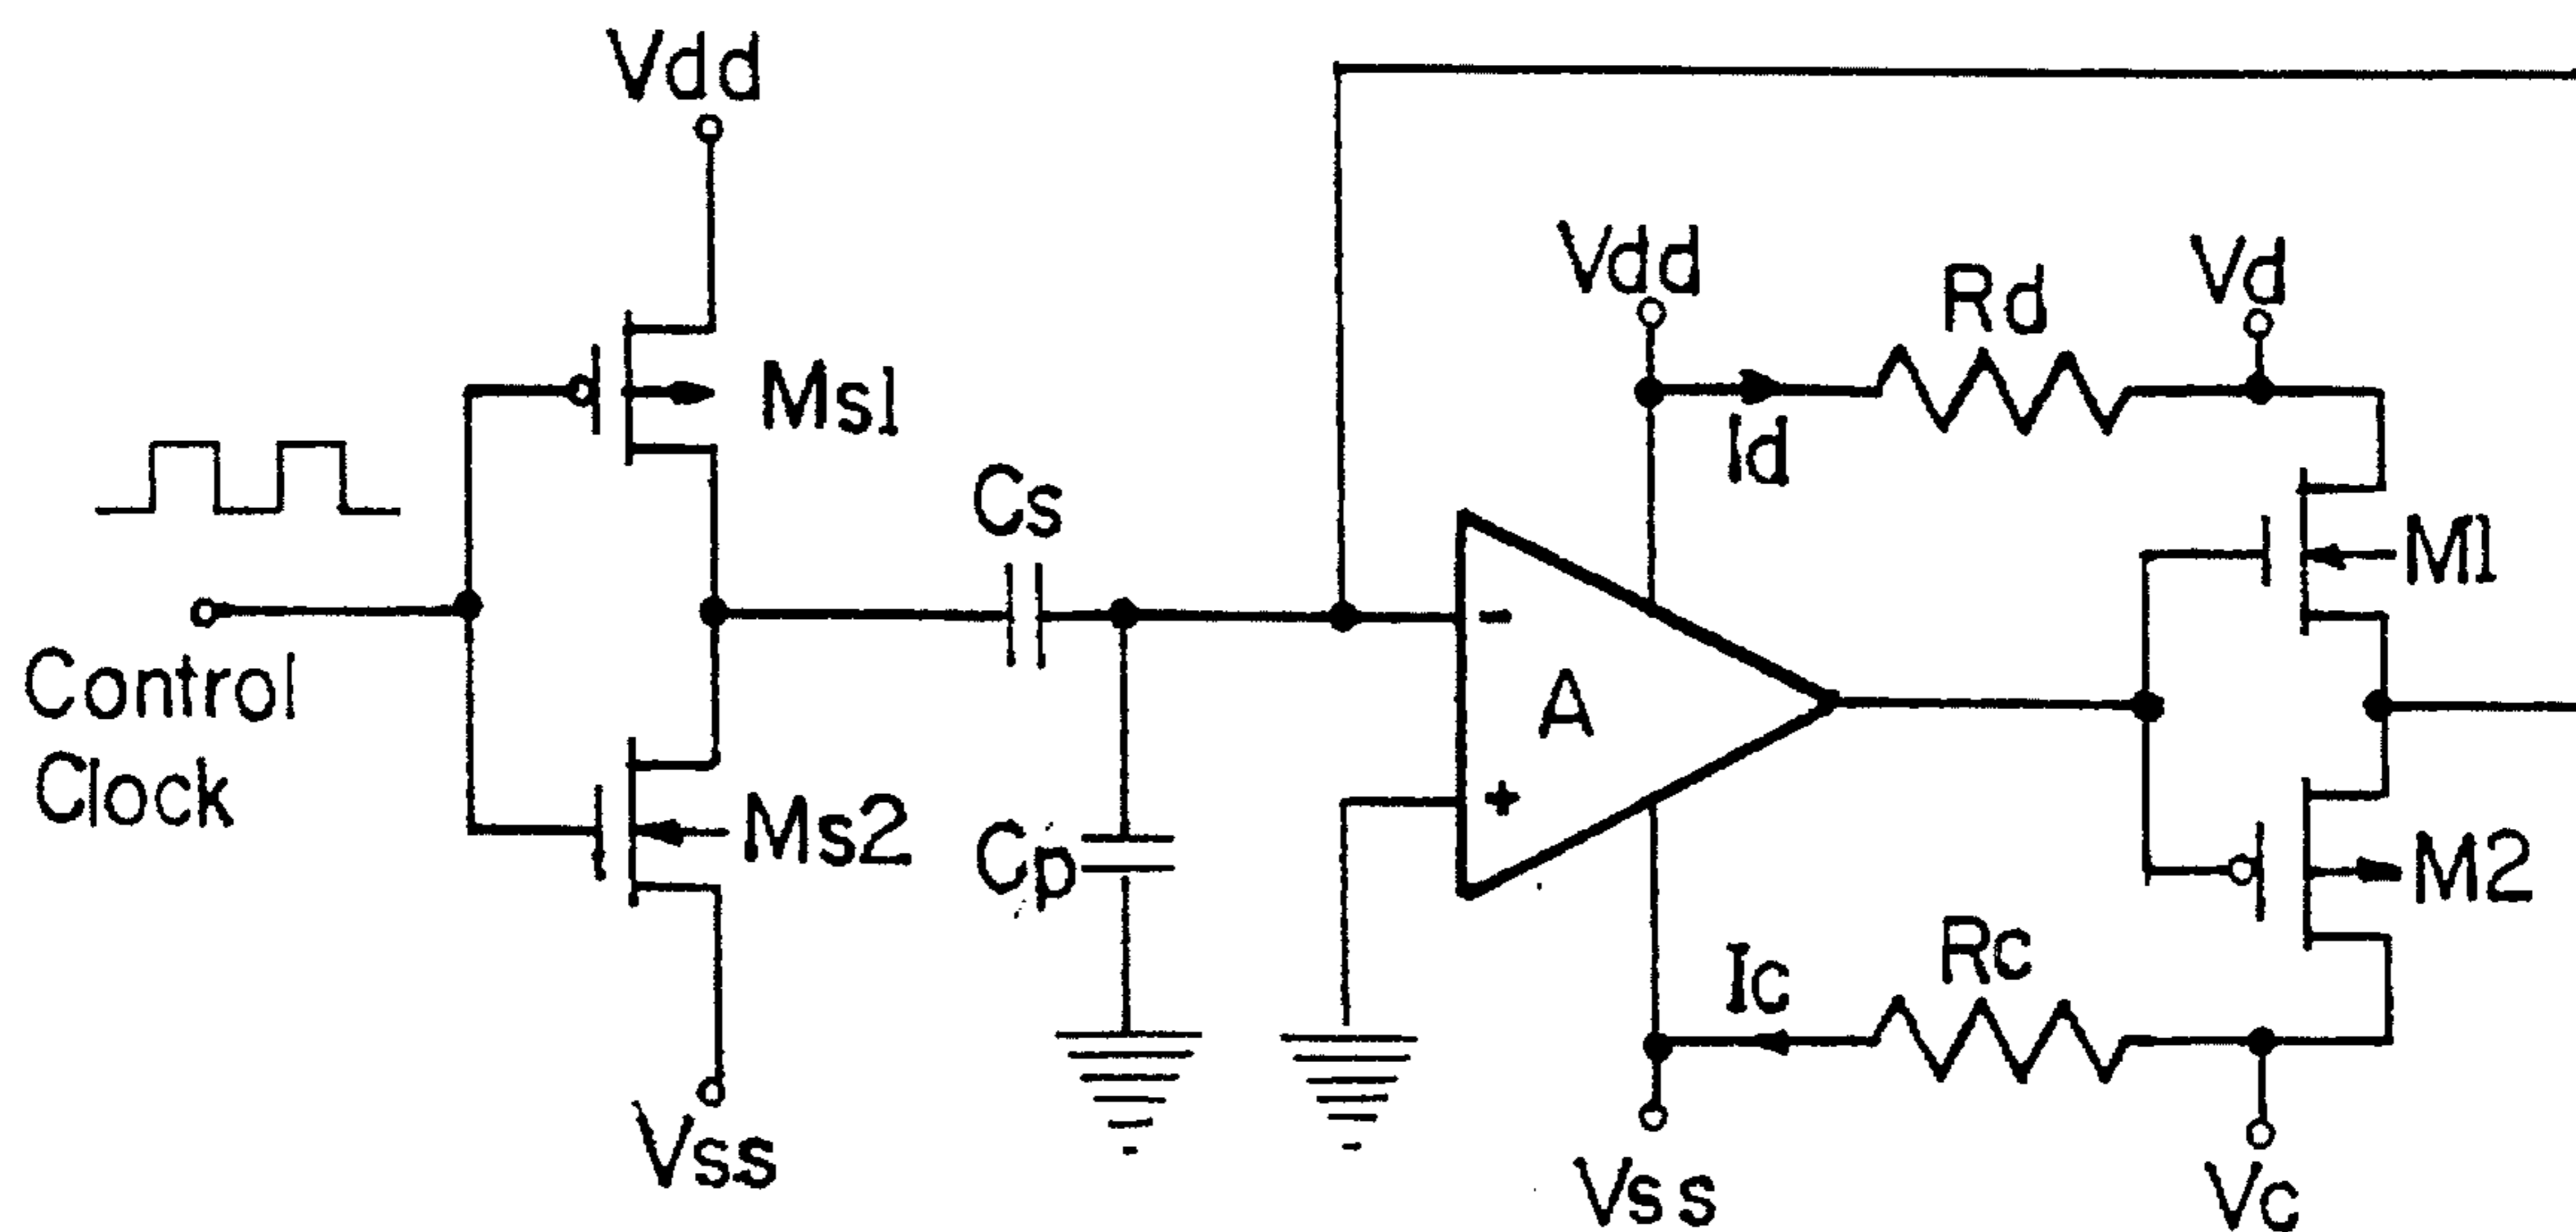 Vdd
Ms1
Control
Clock
Ms2
Vss
Cs
Cp
A
-
+
Vdd
Rd
Vd
Id
M1
M2
Rc
Ic
Vss
Vc